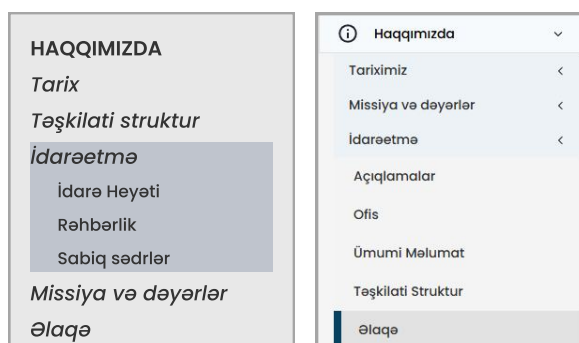 HAQQIMIZDA
Tarix
Təşkilati struktur
İdarəetmə
İdarə Heyəti
Rəhbərlik
Sabiq sədrlər
Missiya və dəyərlər
Əlaqə
Haqqımızda
Tariximiz
Missiya və dəyərlər
İdarəetmə
Açıqlamalar
Ofis
Ümumi Məlumat
Təşkilati Struktur
Əlaqə